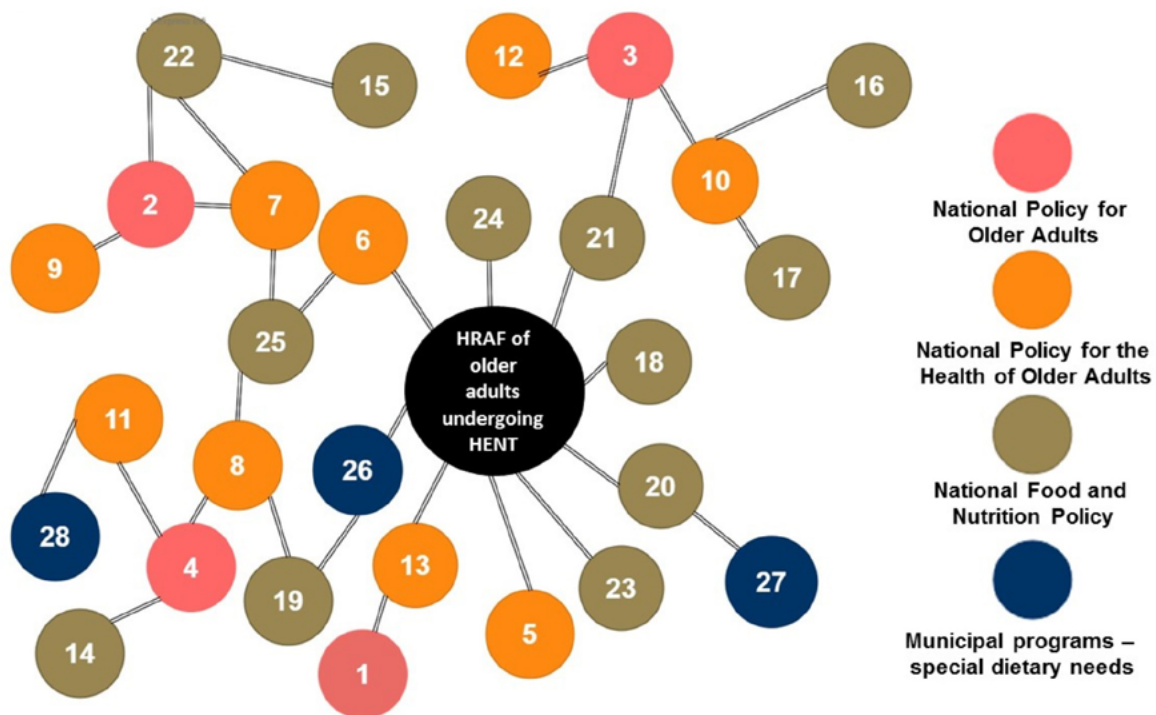 22
15
12
3
16
2
7
6
24
21
10
9
17
25
HRAF of
older
adults
undergoing
HENT
18
11
8
26
20
28
4
19
13
23
27
14
1
5
National Policy for
Older Adults
National Policy for the
Health of Older Adults
National Food and
Nutrition Policy
Municipal programs –
special dietary needs